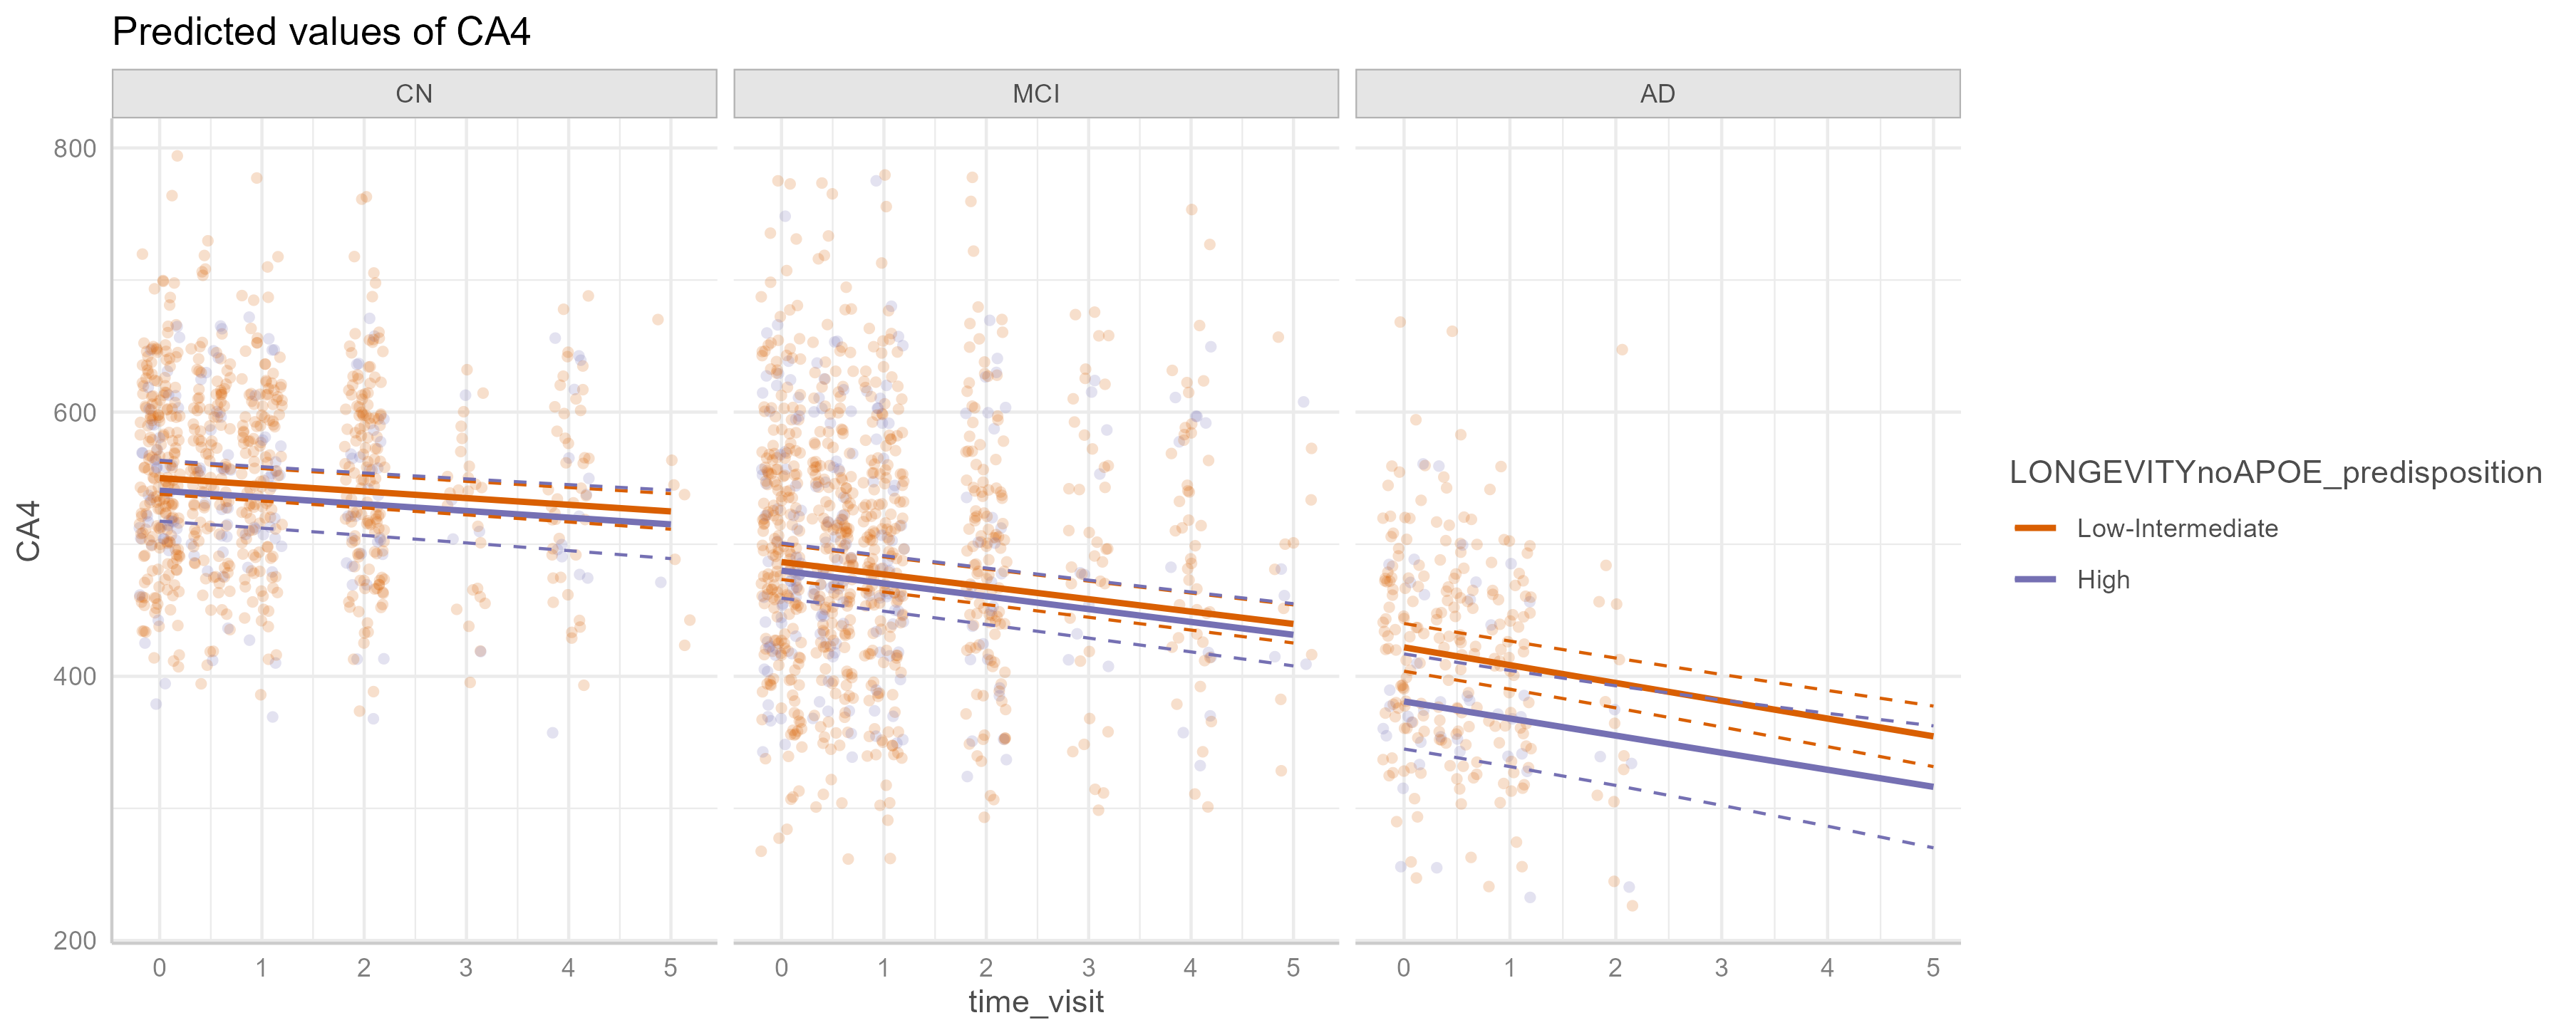 Predicted values of CA4
CN
MCI
AD
800
600
400
200
CA4
0 1 2 3 4 5
0 1 2 3 4 5
0 1 2 3 4 5
time_visit
LONGEVITYnoAPOE_predisposition
Low-Intermediate
High